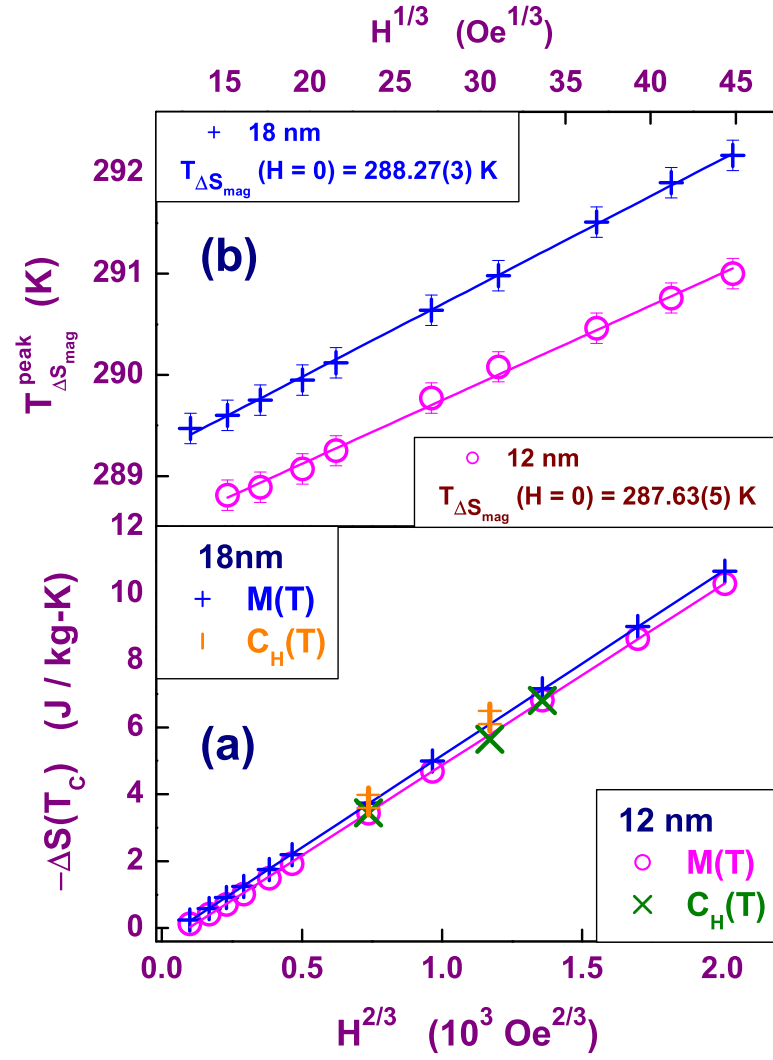 H^1/3 (Oe^1/3)
15 20 25 30 35 40 45
+ 18 nm
T_ΔS_mag (H = 0) = 288.27(3) K
292
(b)
291
T^peak_ΔS_mag (K)
290
289
○ 12 nm
T_ΔS_mag (H = 0) = 287.63(5) K
12
18nm
+ M(T)
C_H(T)
10
8
6
(a)
−ΔS(T_C) (J / kg-K)
4
12 nm
○ M(T)
× C_H(T)
2
0
0.0 0.5 1.0 1.5 2.0
H^2/3 (10^3 Oe^2/3)